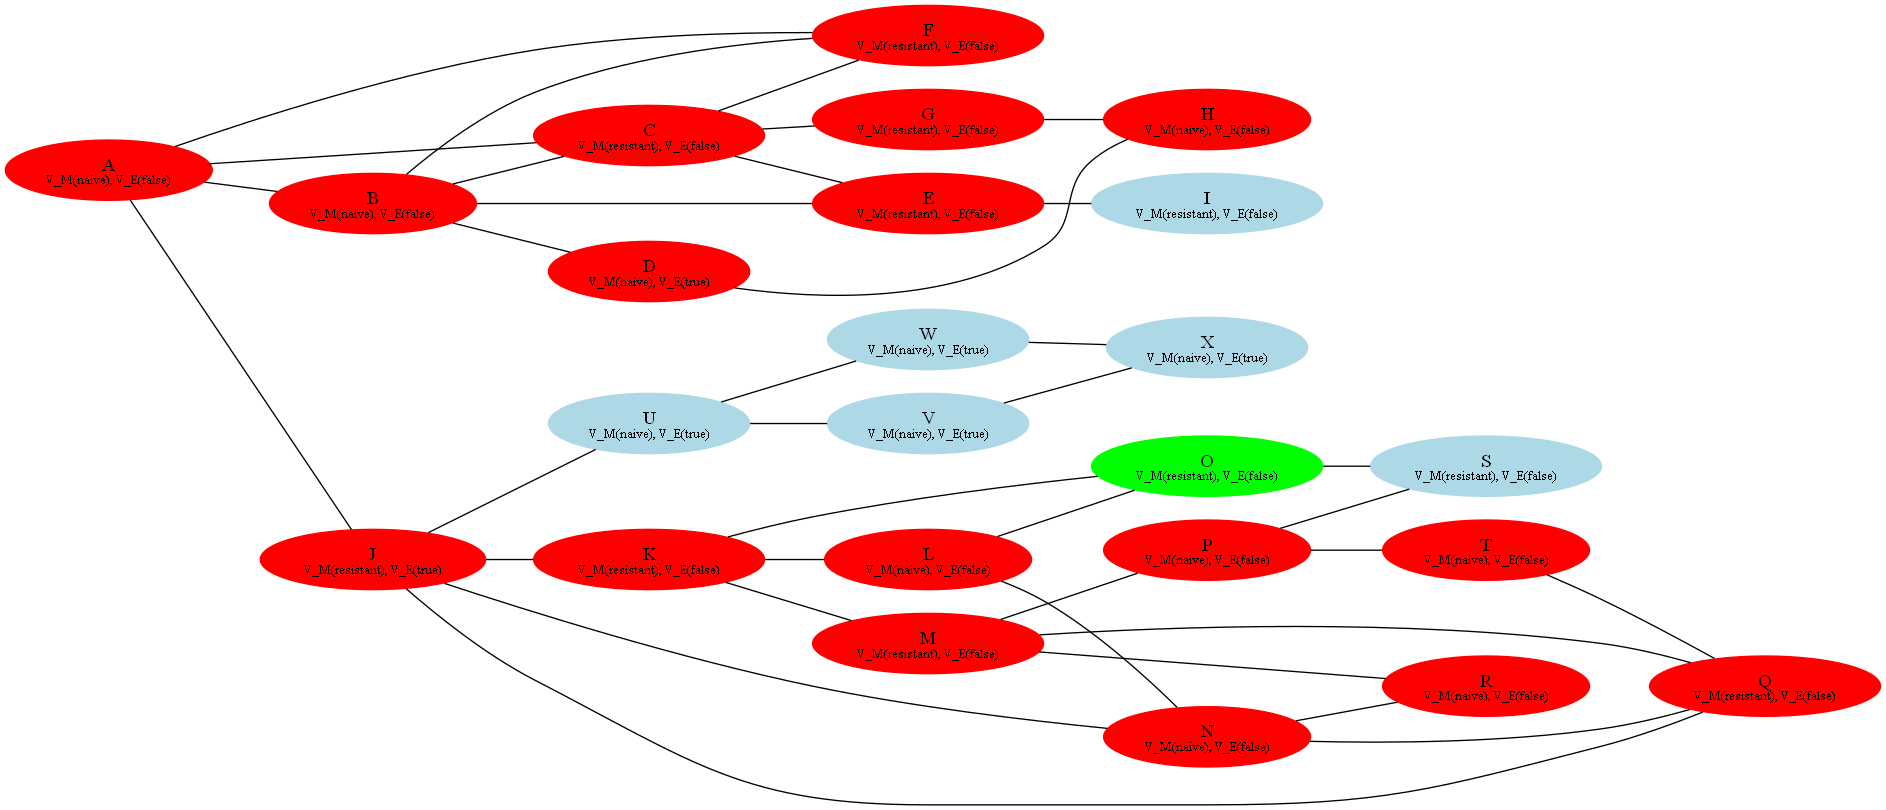 F
V_M(resistant), V_E(false)
G
V_M(resistant), V_E(false)
H
V_M(naive), V_E(false)
C
V_M(resistant), V_E(false)
A
V_M(naive), V_E(false)
B
V_M(naive), V_E(false)
E
V_M(resistant), V_E(false)
I
V_M(resistant), V_E(false)
D
V_M(naive), V_E(true)
W
V_M(naive), V_E(true)
X
V_M(naive), V_E(true)
U
V_M(naive), V_E(true)
V
V_M(naive), V_E(true)
O
V_M(resistant), V_E(false)
S
V_M(resistant), V_E(false)
J
V_M(resistant), V_E(true)
K
V_M(resistant), V_E(false)
L
V_M(naive), V_E(false)
P
V_M(naive), V_E(false)
T
V_M(naive), V_E(false)
M
V_M(resistant), V_E(false)
R
V_M(naive), V_E(false)
Q
V_M(resistant), V_E(false)
N
V_M(naive), V_E(false)